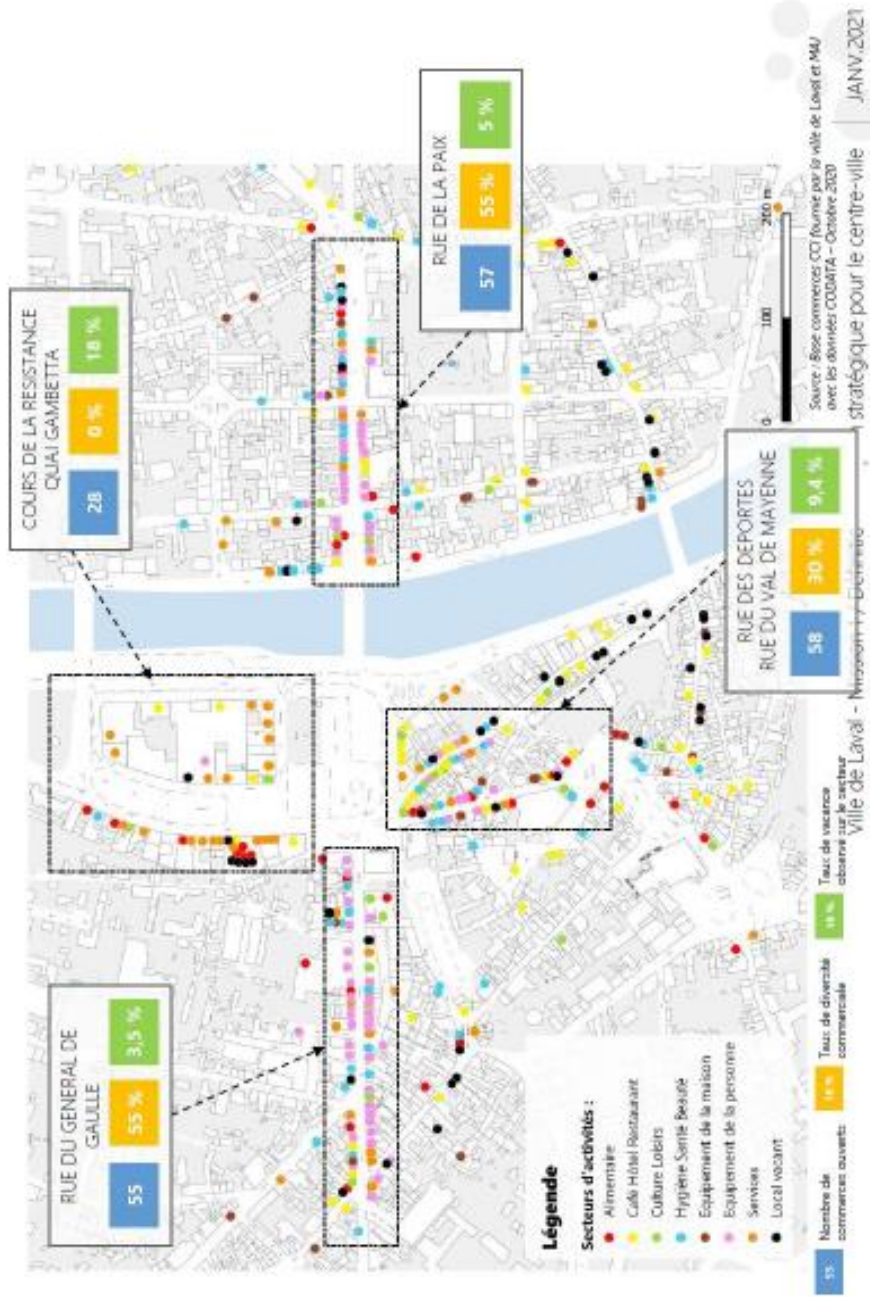 COURS DE LA RESISTANCE
QUAI GAMBETTA
28
0 %
18 %
RUE DU GENERAL DE
GAULLE
55
55 %
3,5 %
RUE DE LA PAIX
57
55 %
5 %
RUE DES DEPORTES
RUE DU VAL DE MAYENNE
58
30 %
9,4 %
Légende
Secteurs d'activités :
Alimentaire
Café Hôtel Restaurant
Culture Loisirs
Hygiène Santé Beauté
Equipement de la maison
Equipement de la personne
Services
Local vacant
0 100 200 m
Source : Base commerces CCI fournie par la ville de Laval et MAJ
avec les données CODATA – Octobre 2020
55
Nombre de
commerces ouverts
Taux de diversité
commerciale
Taux de vacance
observé sur le secteur
Ville de Laval - Mission 1 / stratégique pour le centre-ville
JANV.2021